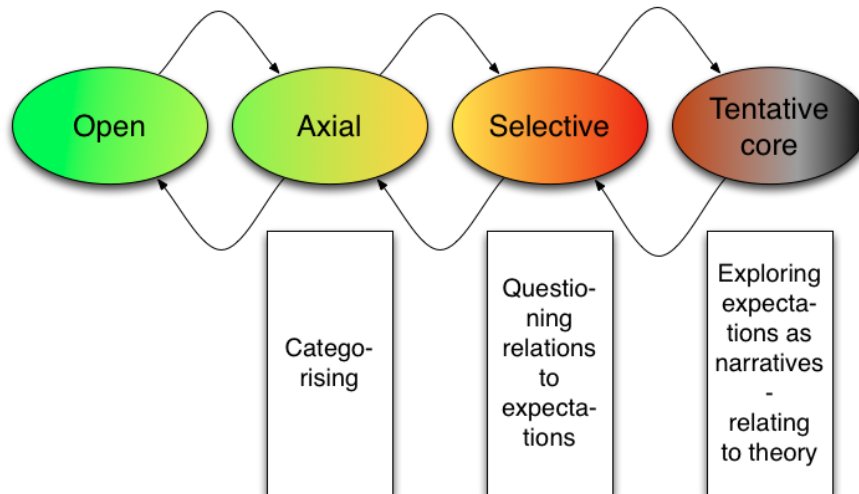 Open
Axial
Selective
Tentative
core
Catego-
rising
Questio-
ning
relations
to
expecta-
tions
Exploring
expecta-
tions as
narratives
-
relating
to theory